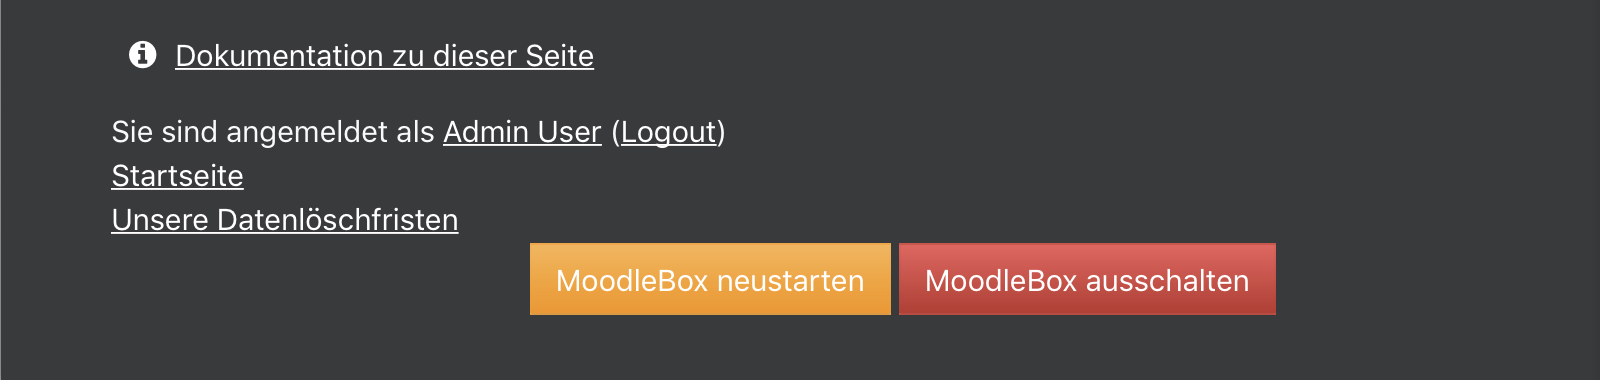 Dokumentation zu dieser Seite
Sie sind angemeldet als Admin User (Logout)
Startseite
Unsere Datenlöschfristen
MoodleBox neustarten MoodleBox ausschalten